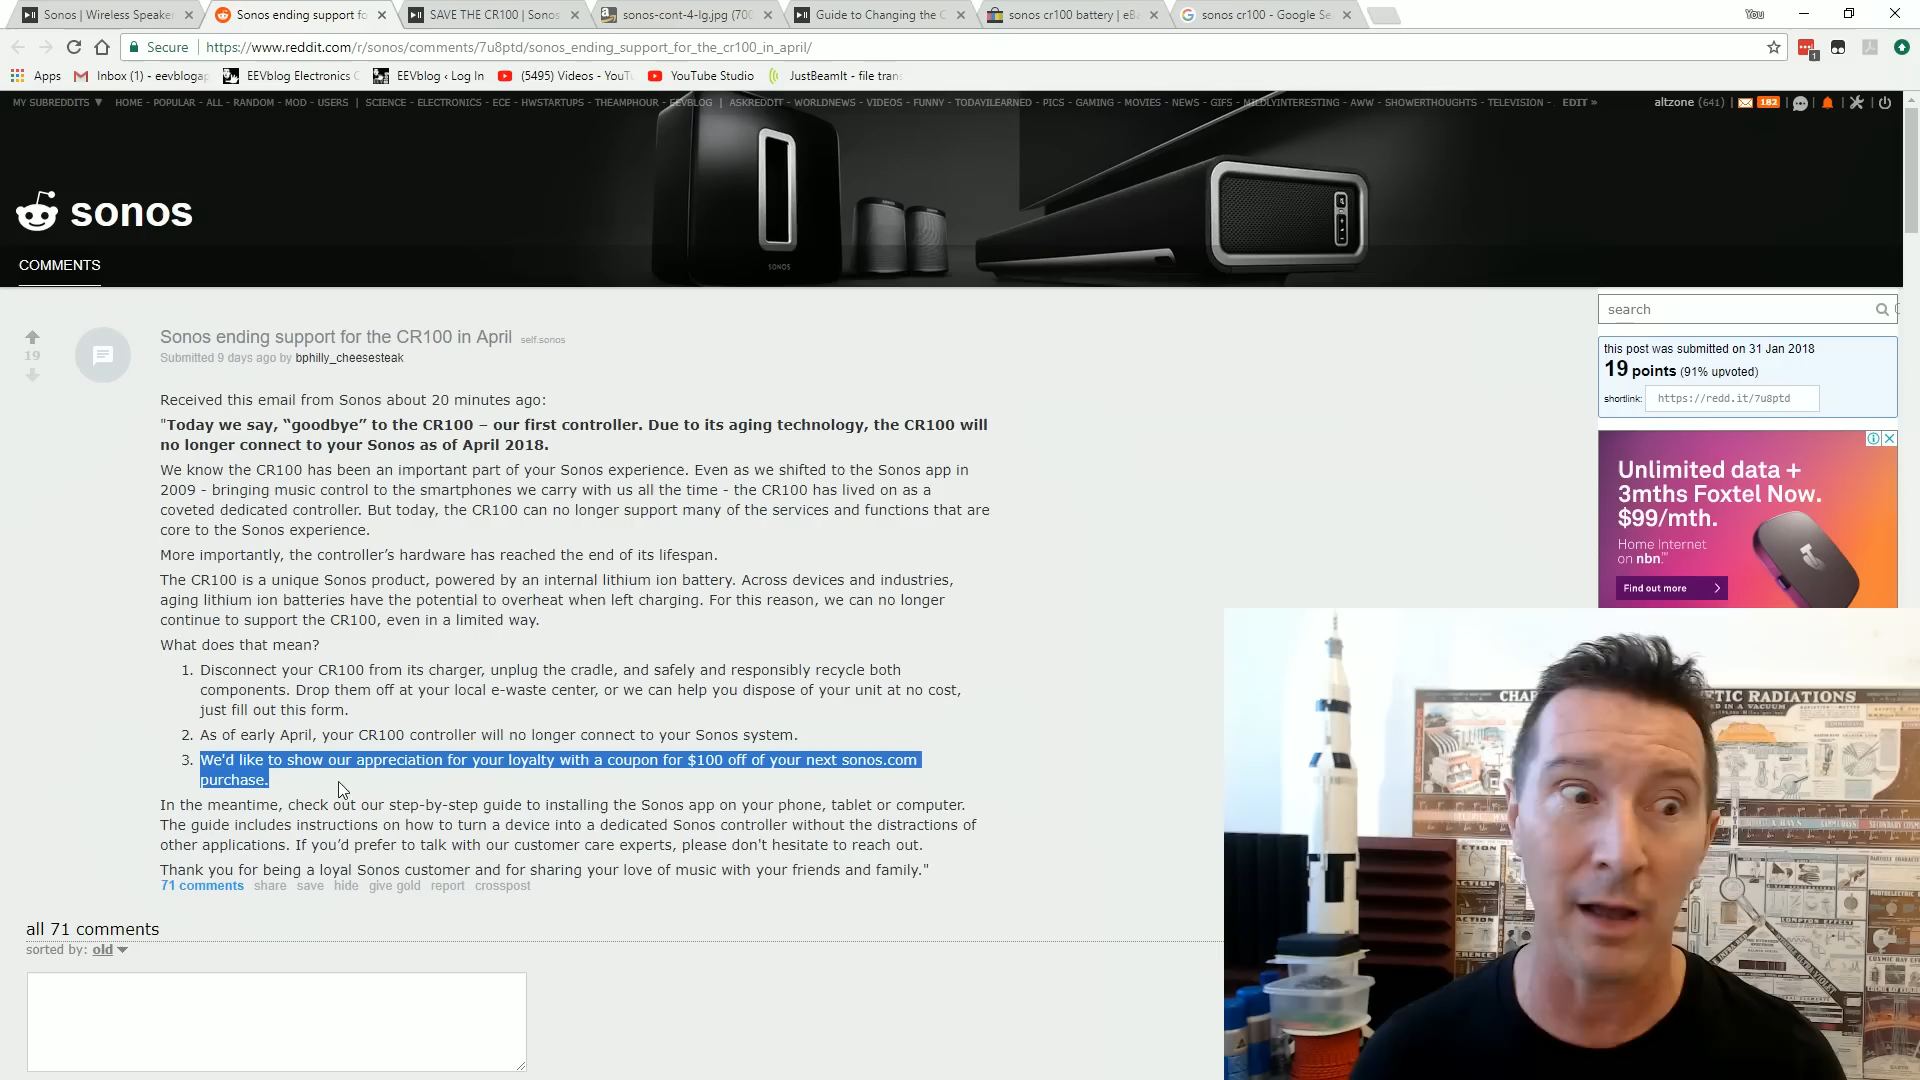 Sonos | Wireless Speake
Sonos ending support fo
SAVE THE CR100 | Sonos
sonos-cont-4-lg.jpg (700
Guide to Changing the C
sonos cr100 battery | eB
sonos cr100 - Google Se
You
Secure
https://www.reddit.com/r/sonos/comments/7u8ptd/sonos_ending_support_for_the_cr100_in_april/
1
Apps
Inbox (1) - eevblogap
EEVblog Electronics C
EEVblog ‹ Log In
(5495) Videos - YouTu
YouTube Studio
JustBeamIt - file tran
MY SUBREDDITS ▼ HOME - POPULAR - ALL - RANDOM - MOD - USERS | SCIENCE - ELECTRONICS - ECE - HWSTARTUPS - THEAMPHOUR - EEVBLOG | ASKREDDIT - WORLDNEWS - VIDEOS - FUNNY - TODAYILEARNED - PICS - GAMING - MOVIES - NEWS - GIFS - MILDLYINTERESTING - AWW - SHOWERTHOUGHTS - TELEVISION - EDIT »
altzone (641) | 182
sonos
SONOS
COMMENTS
search
Sonos ending support for the CR100 in April self.sonos
Submitted 9 days ago by bphilly_cheesesteak
19
this post was submitted on 31 Jan 2018
19 points (91% upvoted)
shortlink: https://redd.it/7u8ptd
Received this email from Sonos about 20 minutes ago:
"Today we say, “goodbye” to the CR100 – our first controller. Due to its aging technology, the CR100 will
no longer connect to your Sonos as of April 2018.
We know the CR100 has been an important part of your Sonos experience. Even as we shifted to the Sonos app in
2009 - bringing music control to the smartphones we carry with us all the time - the CR100 has lived on as a
coveted dedicated controller. But today, the CR100 can no longer support many of the services and functions that are
core to the Sonos experience.
More importantly, the controller’s hardware has reached the end of its lifespan.
The CR100 is a unique Sonos product, powered by an internal lithium ion battery. Across devices and industries,
aging lithium ion batteries have the potential to overheat when left charging. For this reason, we can no longer
continue to support the CR100, even in a limited way.
What does that mean?
1. Disconnect your CR100 from its charger, unplug the cradle, and safely and responsibly recycle both
components. Drop them off at your local e-waste center, or we can help you dispose of your unit at no cost,
just fill out this form.
2. As of early April, your CR100 controller will no longer connect to your Sonos system.
3. We'd like to show our appreciation for your loyalty with a coupon for $100 off of your next sonos.com
purchase.
In the meantime, check out our step-by-step guide to installing the Sonos app on your phone, tablet or computer.
The guide includes instructions on how to turn a device into a dedicated Sonos controller without the distractions of
other applications. If you’d prefer to talk with our customer care experts, please don't hesitate to reach out.
Thank you for being a loyal Sonos customer and for sharing your love of music with your friends and family."
71 comments share save hide give gold report crosspost
all 71 comments
sorted by: old
Unlimited data +
3mths Foxtel Now.
$99/mth.
Home Internet
on nbn™
Find out more
CHAR
TIC RADIATIONS
ED IN A VACUUM
COMPTON EFFECT